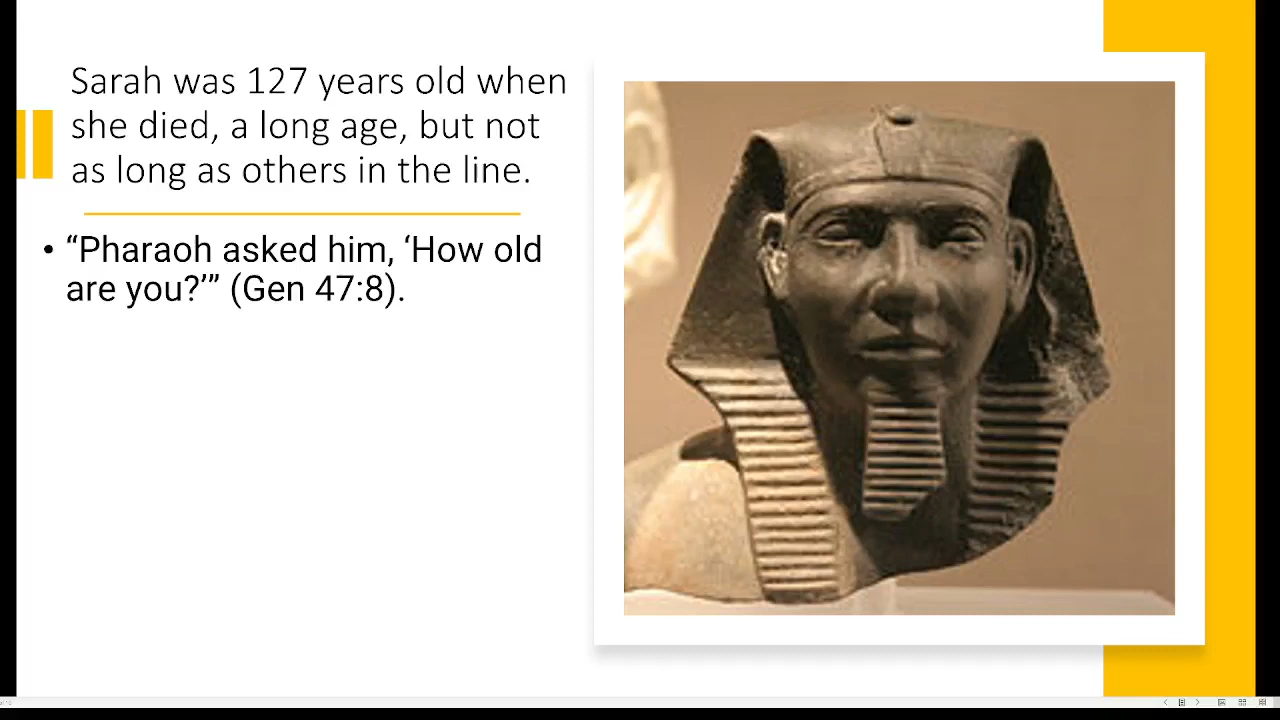 Sarah was 127 years old when
she died, a long age, but not
as long as others in the line.
• “Pharaoh asked him, ‘How old
are you?’” (Gen 47:8).